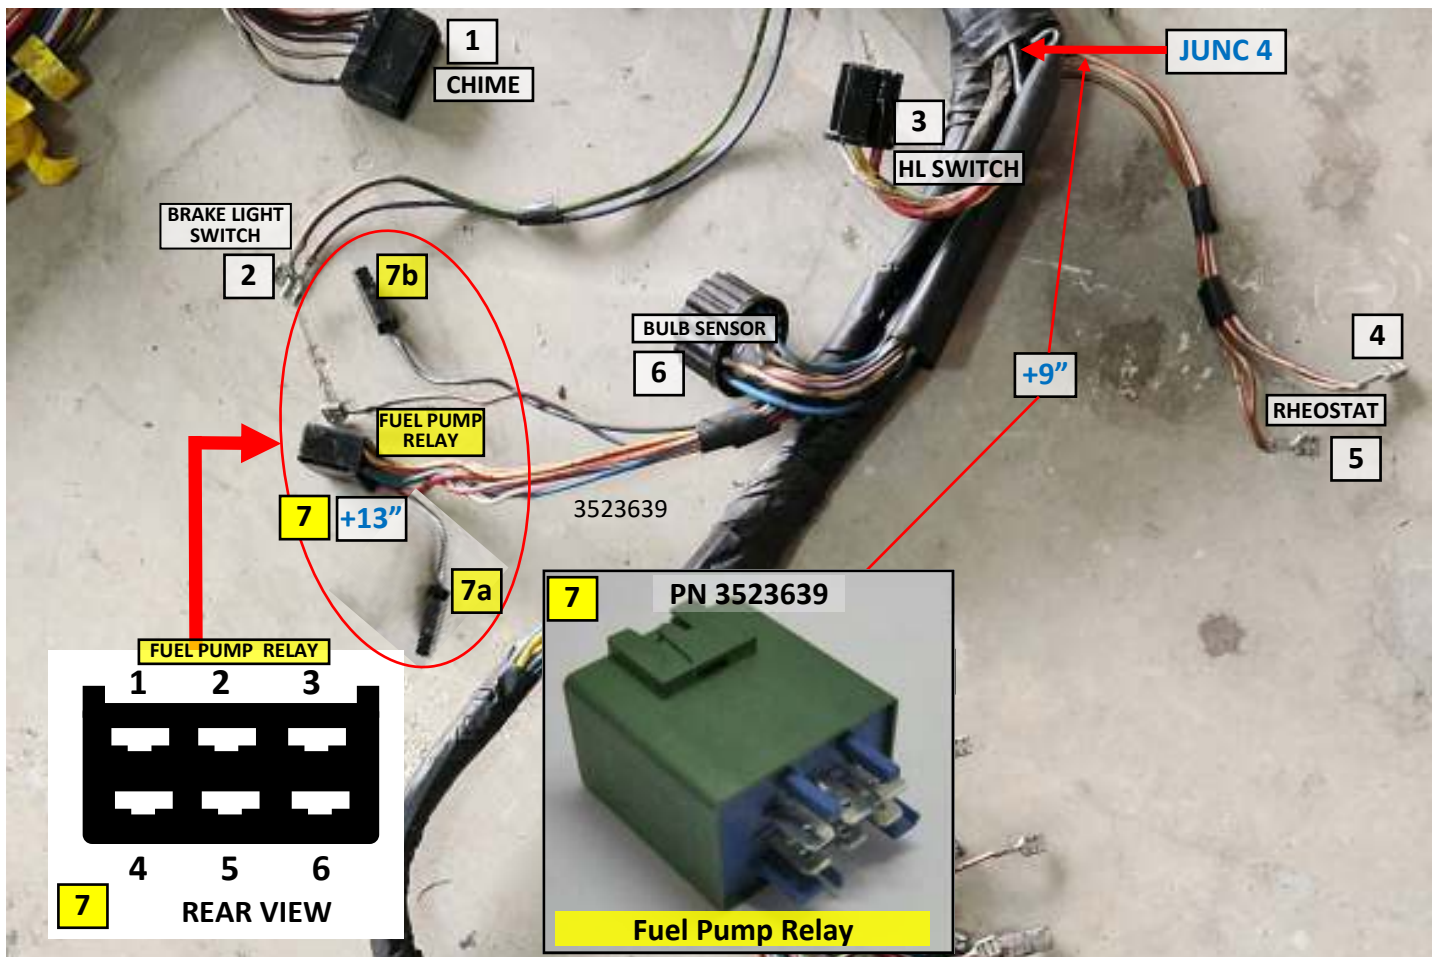 1
CHIME
JUNC 4
3
HL SWITCH
BRAKE LIGHT
SWITCH
2
7b
BULB SENSOR
6
+9”
4
RHEOSTAT
5
FUEL PUMP
RELAY
7
+13”
3523639
7a
7
PN 3523639
Fuel Pump Relay
FUEL PUMP RELAY
1 2 3
4 5 6
7
REAR VIEW